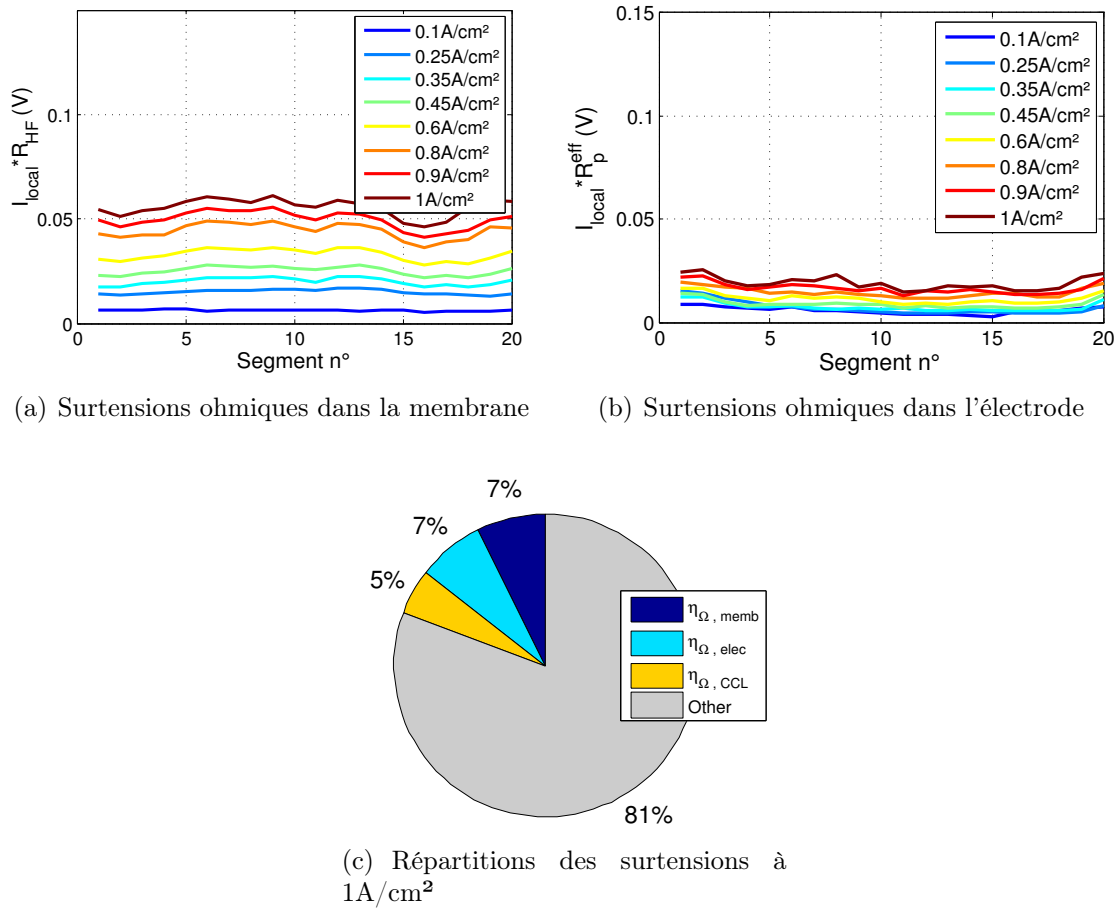 0.1A/cm²
0.25A/cm²
0.35A/cm²
0.45A/cm²
0.6A/cm²
0.8A/cm²
0.9A/cm²
1A/cm²
0.1
0.05
0
I_local*R_HF (V)
0 5 10 15 20
Segment n°
(a) Surtensions ohmiques dans la membrane
0.1A/cm²
0.25A/cm²
0.35A/cm²
0.45A/cm²
0.6A/cm²
0.8A/cm²
0.9A/cm²
1A/cm²
0.15
0.1
0.05
0
I_local*R_p^eff (V)
0 5 10 15 20
Segment n°
(b) Surtensions ohmiques dans l'électrode
7%
7%
5%
81%
η_Ω , memb
η_Ω , elec
η_Ω , CCL
Other
(c) Répartitions des surtensions à
1A/cm²